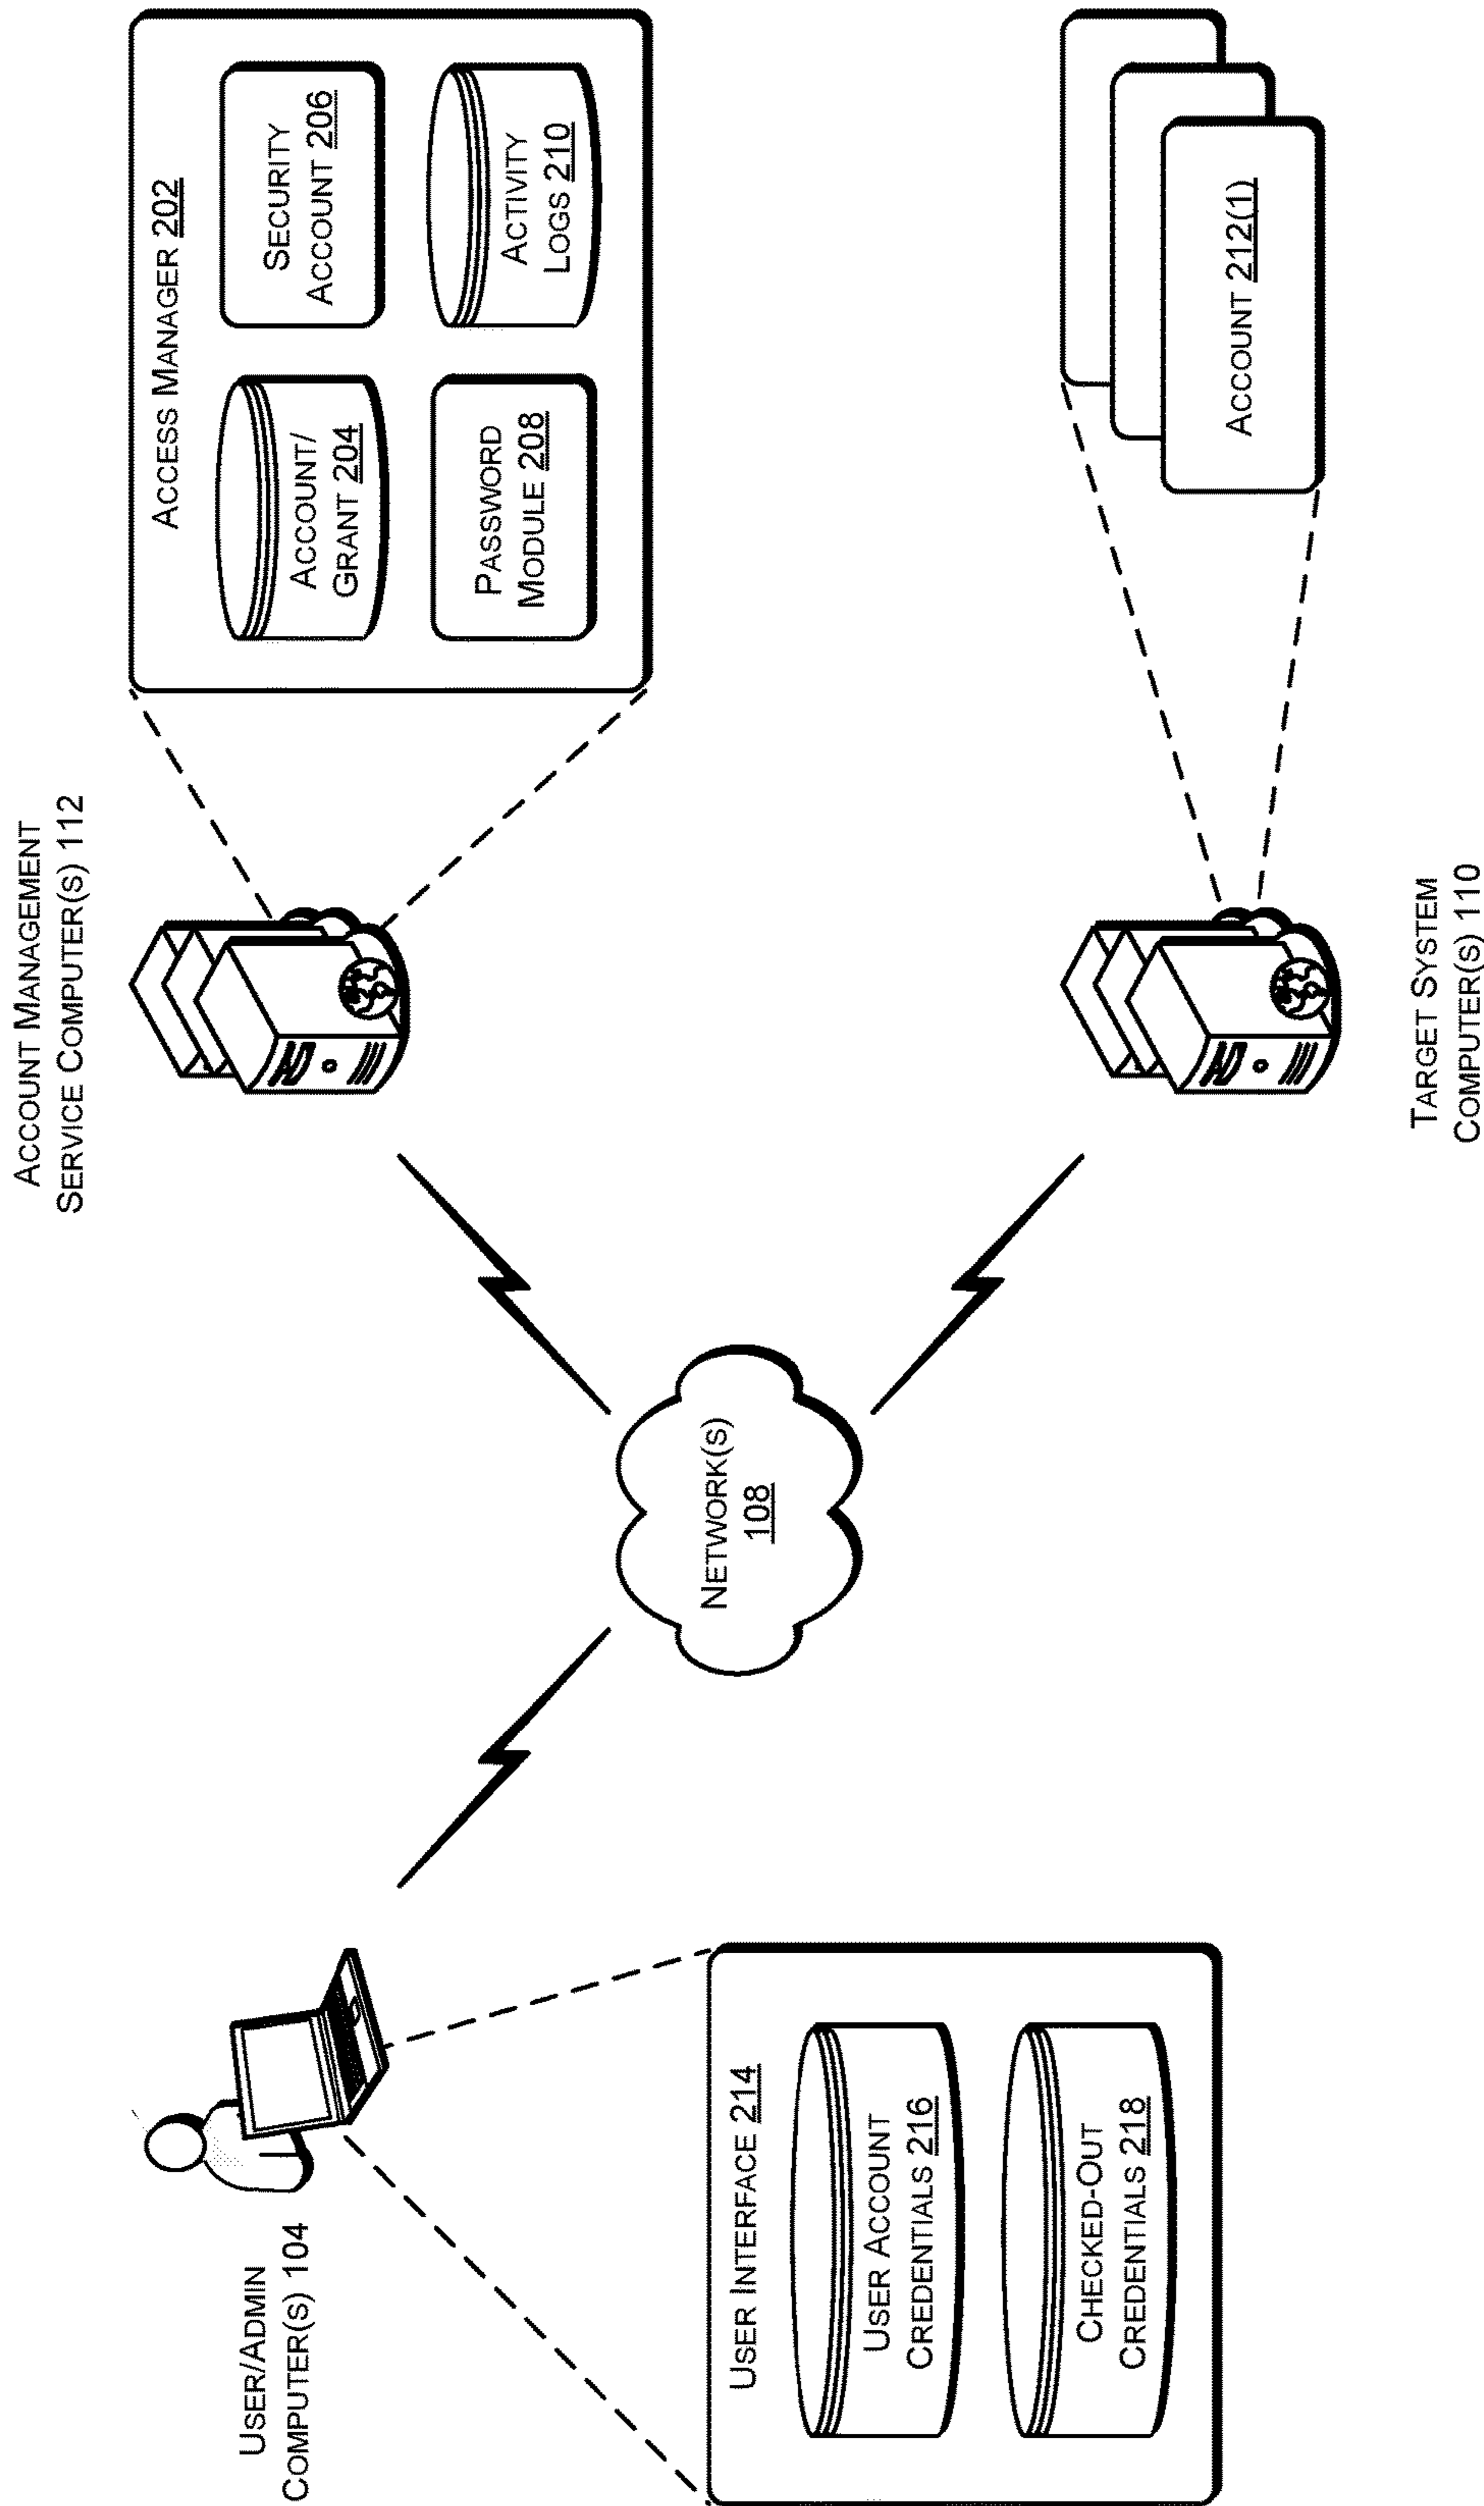 ACCOUNT MANAGEMENT
SERVICE COMPUTER(S) 112
USER/ADMIN
COMPUTER(S) 104
ACCESS MANAGER 202
ACCOUNT/
GRANT 204
SECURITY
ACCOUNT 206
PASSWORD
MODULE 208
ACTIVITY
LOGS 210
NETWORK(S)
108
USER INTERFACE 214
USER ACCOUNT
CREDENTIALS 216
CHECKED-OUT
CREDENTIALS 218
ACCOUNT 212(1)
TARGET SYSTEM
COMPUTER(S) 110